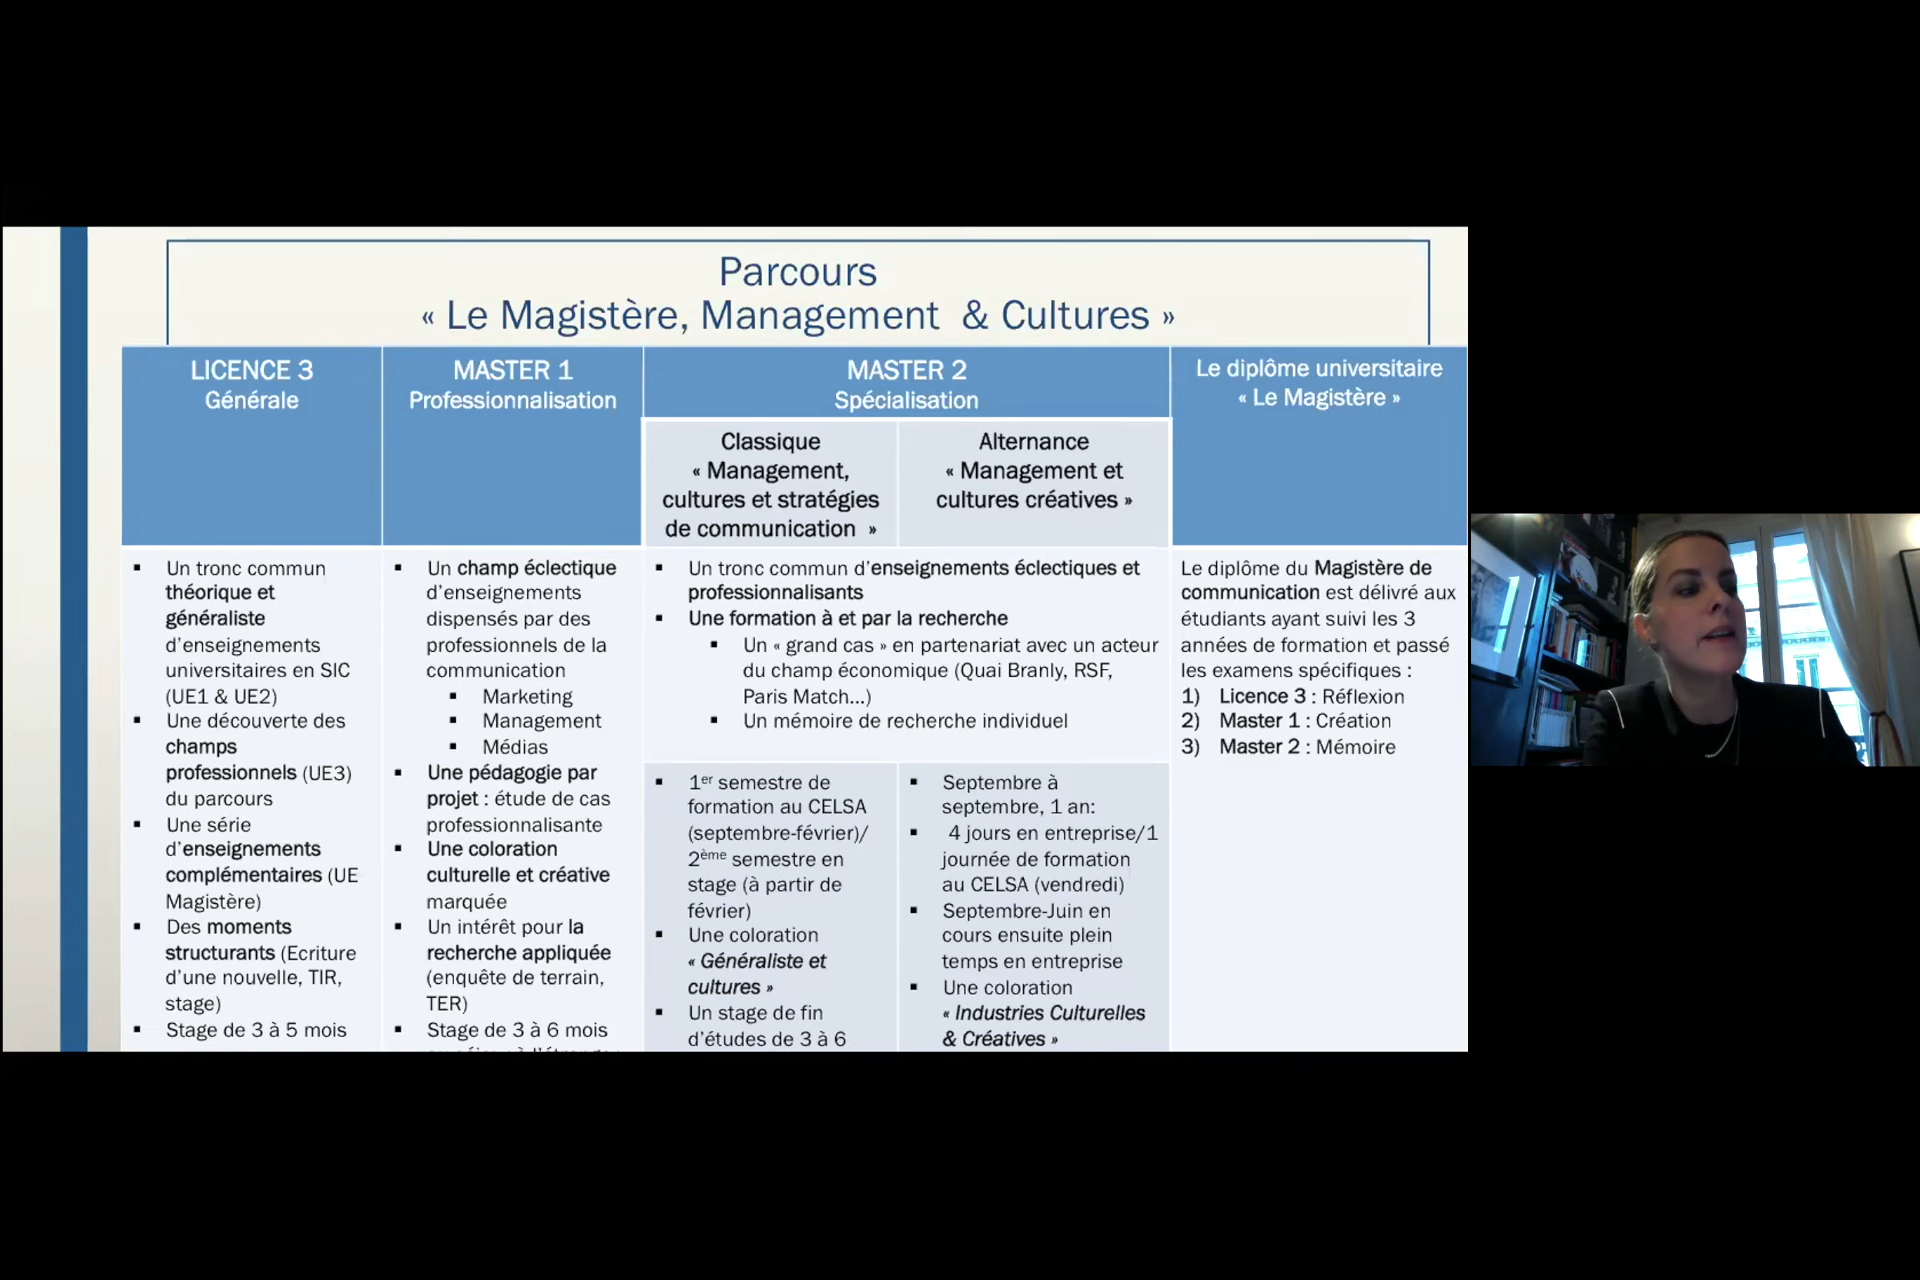 Parcours
« Le Magistère, Management & Cultures »
LICENCE 3
Générale
MASTER 1
Professionnalisation
MASTER 2
Spécialisation
Le diplôme universitaire
« Le Magistère »
Classique
« Management,
cultures et stratégies
de communication »
Alternance
« Management et
cultures créatives »
▪ Un tronc commun
théorique et
généraliste
d’enseignements
universitaires en SIC
(UE1 & UE2)
▪ Une découverte des
champs
professionnels (UE3)
du parcours
▪ Une série
d’enseignements
complémentaires (UE
Magistère)
▪ Des moments
structurants (Ecriture
d’une nouvelle, TIR,
stage)
▪ Stage de 3 à 5 mois
▪ Un champ éclectique
d’enseignements
dispensés par des
professionnels de la
communication
▪ Marketing
▪ Management
▪ Médias
▪ Une pédagogie par
projet : étude de cas
professionnalisante
▪ Une coloration
culturelle et créative
marquée
▪ Un intérêt pour la
recherche appliquée
(enquête de terrain,
TER)
▪ Stage de 3 à 6 mois
▪ Un tronc commun d’enseignements éclectiques et
professionnalisants
▪ Une formation à et par la recherche
▪ Un « grand cas » en partenariat avec un acteur
du champ économique (Quai Branly, RSF,
Paris Match...)
▪ Un mémoire de recherche individuel
▪ 1er semestre de
formation au CELSA
(septembre-février)/
2ème semestre en
stage (à partir de
février)
▪ Une coloration
« Généraliste et
cultures »
▪ Un stage de fin
d’études de 3 à 6
▪ Septembre à
septembre, 1 an:
▪ 4 jours en entreprise/1
journée de formation
au CELSA (vendredi)
▪ Septembre-Juin en
cours ensuite plein
temps en entreprise
▪ Une coloration
« Industries Culturelles
& Créatives »
Le diplôme du Magistère de
communication est délivré aux
étudiants ayant suivi les 3
années de formation et passé
les examens spécifiques :
1) Licence 3 : Réflexion
2) Master 1 : Création
3) Master 2 : Mémoire